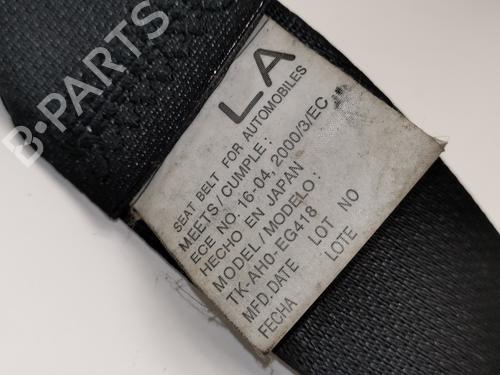 B-PARTS
LA
SEAT BELT FOR AUTOMOBILES
MEETS/CUMPLE:
ECE NO. 16-04, 2000/3/EC
HECHO EN JAPAN
MODEL/MODELO:
TK-AH0-EG418
MFD.DATE LOT NO
FECHA LOTE